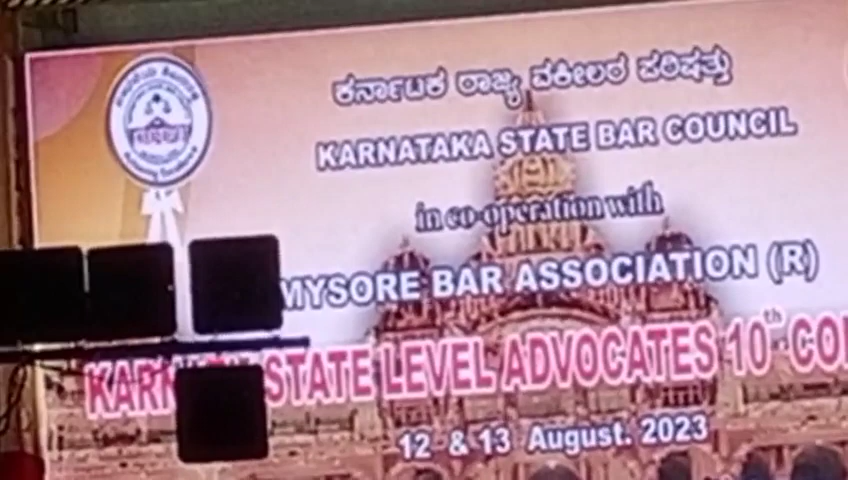 ಕರ್ನಾಟಕ ರಾಜ್ಯ ವಕೀಲರ ಪರಿಷತ್ತು
KARNATAKA STATE BAR COUNCIL
in co-operation with
MYSORE BAR ASSOCIATION (R)
STATE LEVEL ADVOCATES 10th
12 & 13 August. 2023